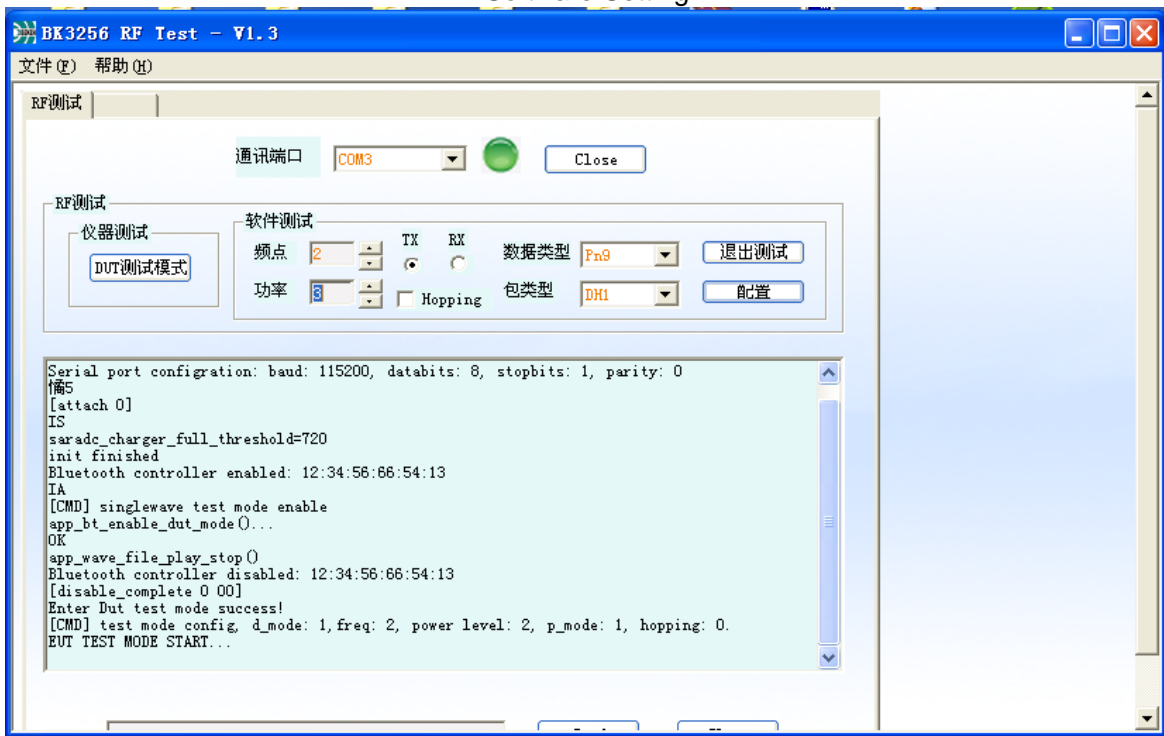 BK3256 RF Test - V1.3
文件(F) 帮助(H)
RF测试
通讯端口 COM3 Close
RF测试
仪器测试
DUT测试模式
软件测试
频点 2 TX RX 数据类型 Pn9 退出测试
功率 3 Hopping 包类型 DH1 配置
Serial port configration: baud: 115200, databits: 8, stopbits: 1, parity: 0
5
[attach 0]
IS
saradc_charger_full_threshold=720
init finished
Bluetooth controller enabled: 12:34:56:66:54:13
IA
[CMD] singlewave test mode enable
app_bt_enable_dut_mode()...
OK
app_wave_file_play_stop()
Bluetooth controller disabled: 12:34:56:66:54:13
[disable_complete 0 00]
Enter Dut test mode success!
[CMD] test mode config, d_mode: 1,freq: 2, power level: 2, p_mode: 1, hopping: 0.
EUT TEST MODE START...